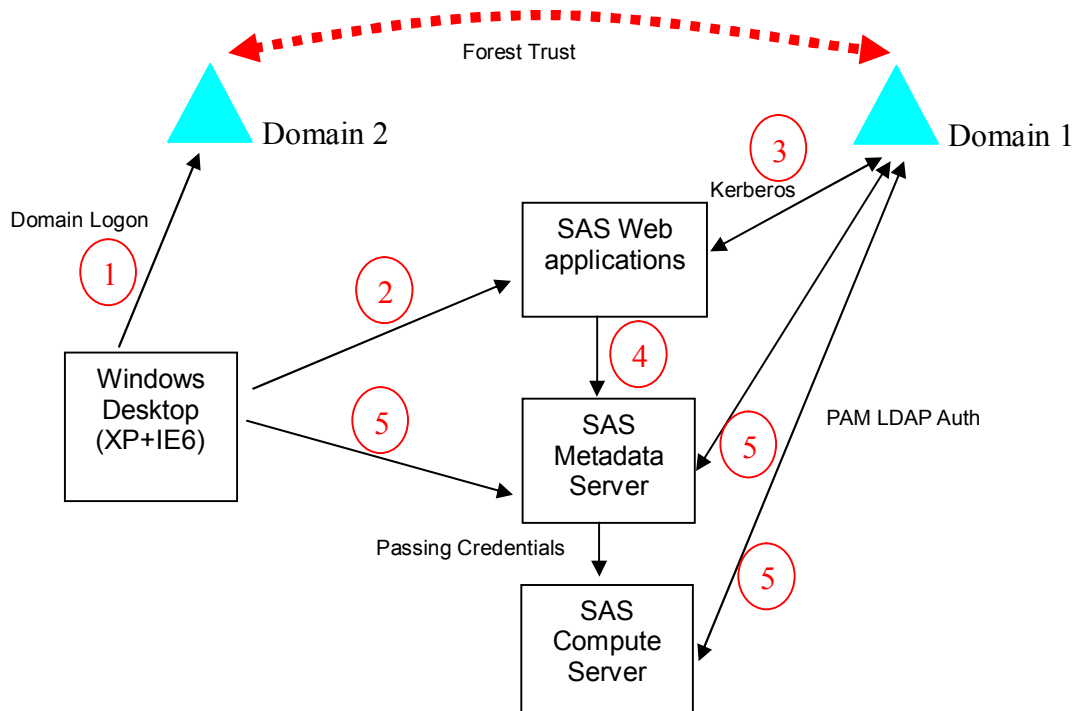 Forest Trust
Domain 2
Domain 1
3
Kerberos
Domain Logon
1
SAS Web
applications
2
4
Windows
Desktop
(XP+IE6)
5
SAS
Metadata
Server
5
PAM LDAP Auth
Passing Credentials
5
SAS
Compute
Server